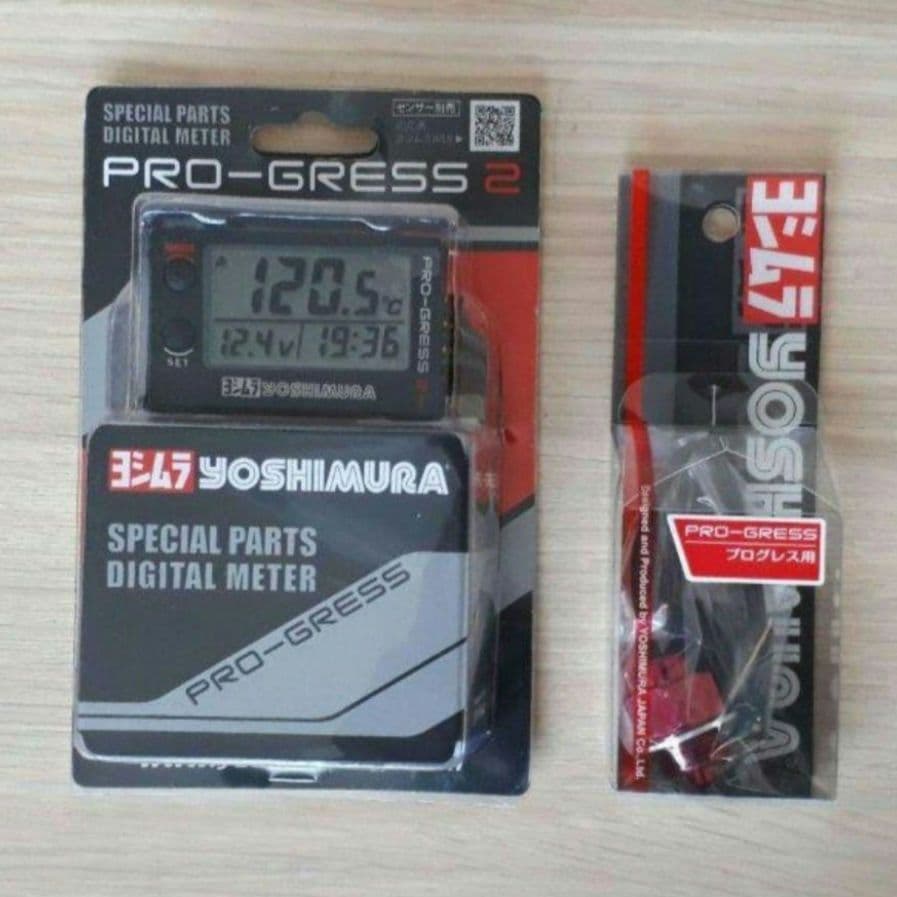 SPECIAL PARTS
DIGITAL METER
センサー別売
PRO-GRESS 2
120.5℃
12.4V 19:36
SET
PRO-GRESS 2
ヨシムラ YOSHIMURA
ヨシムラ YOSHIMURA
SPECIAL PARTS
DIGITAL METER
PRO-GRESS
ヨシムラ YOSHIMURA
PRO-GRESS
プログレス用
Designed and Produced by YOSHIMURA JAPAN Co.,Ltd.